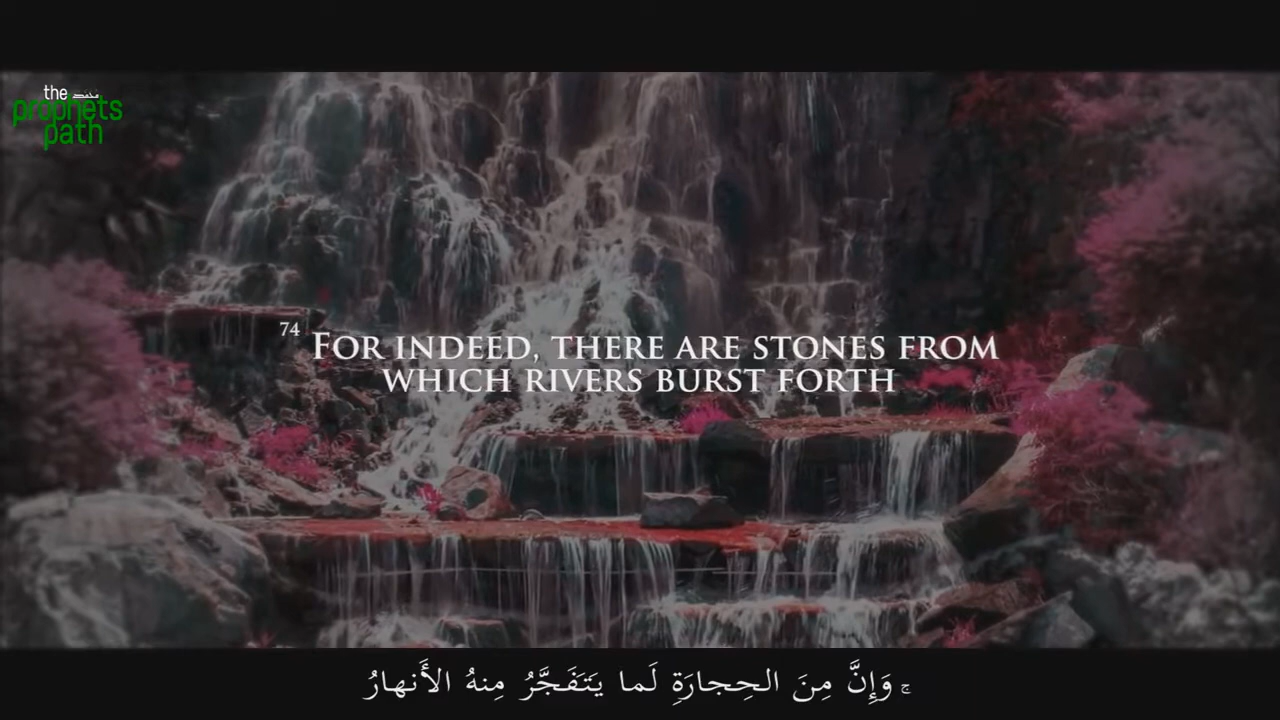 the محمد
prophets
path
74 FOR INDEED, THERE ARE STONES FROM
WHICH RIVERS BURST FORTH
ۚ وَإِنَّ مِنَ الحِجارَةِ لَما يَتَفَجَّرُ مِنهُ الأَنهارُ